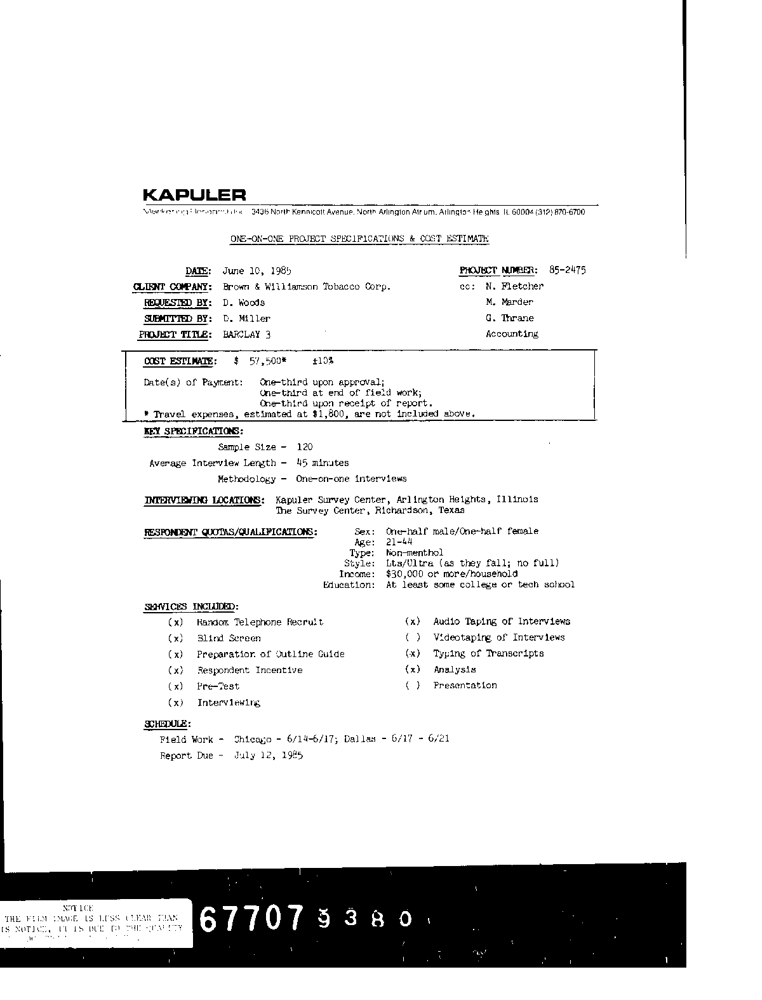 KAPULER
Marketing Research, Inc. 3436 North Kennicott Avenue, North Arlington Atrium, Arlington Heights, IL 60004 (312) 870-6700
ONE-ON-ONE PROJECT SPECIFICATIONS & COST ESTIMATE
DATE: June 10, 1985 PROJECT NUMBER: 85-2475
CLIENT COMPANY: Brown & Williamson Tobacco Corp. cc: N. Fletcher
REQUESTED BY: D. Woods M. Marder
SUBMITTED BY: D. Miller G. Thrane
PROJECT TITLE: BARCLAY 3 Accounting
COST ESTIMATE: $ 57,500* ±10%
Date(s) of Payment: One-third upon approval;
One-third at end of field work;
One-third upon receipt of report.
* Travel expenses, estimated at $1,800, are not included above.
KEY SPECIFICATIONS:
Sample Size - 120
Average Interview Length - 45 minutes
Methodology - One-on-one interviews
INTERVIEWING LOCATIONS: Kapuler Survey Center, Arlington Heights, Illinois
The Survey Center, Richardson, Texas
RESPONDENT QUOTAS/QUALIFICATIONS: Sex: One-half male/One-half female
Age: 21-44
Type: Non-menthol
Style: Lts/Ultra (as they fall; no full)
Income: $30,000 or more/household
Education: At least some college or tech school
SERVICES INCLUDED:
(x) Random Telephone Recruit (x) Audio Taping of Interviews
(x) Blind Screen ( ) Videotaping of Interviews
(x) Preparation of Outline Guide (x) Typing of Transcripts
(x) Respondent Incentive (x) Analysis
(x) Pre-Test ( ) Presentation
(x) Interviewing
SCHEDULE:
Field Work - Chicago - 6/14-6/17; Dallas - 6/17 - 6/21
Report Due - July 12, 1985
NOTICE
THE FILM IMAGE IS LESS CLEAR THAN
IS NOTICE, IT IS DUE TO THE QUALITY
677079380